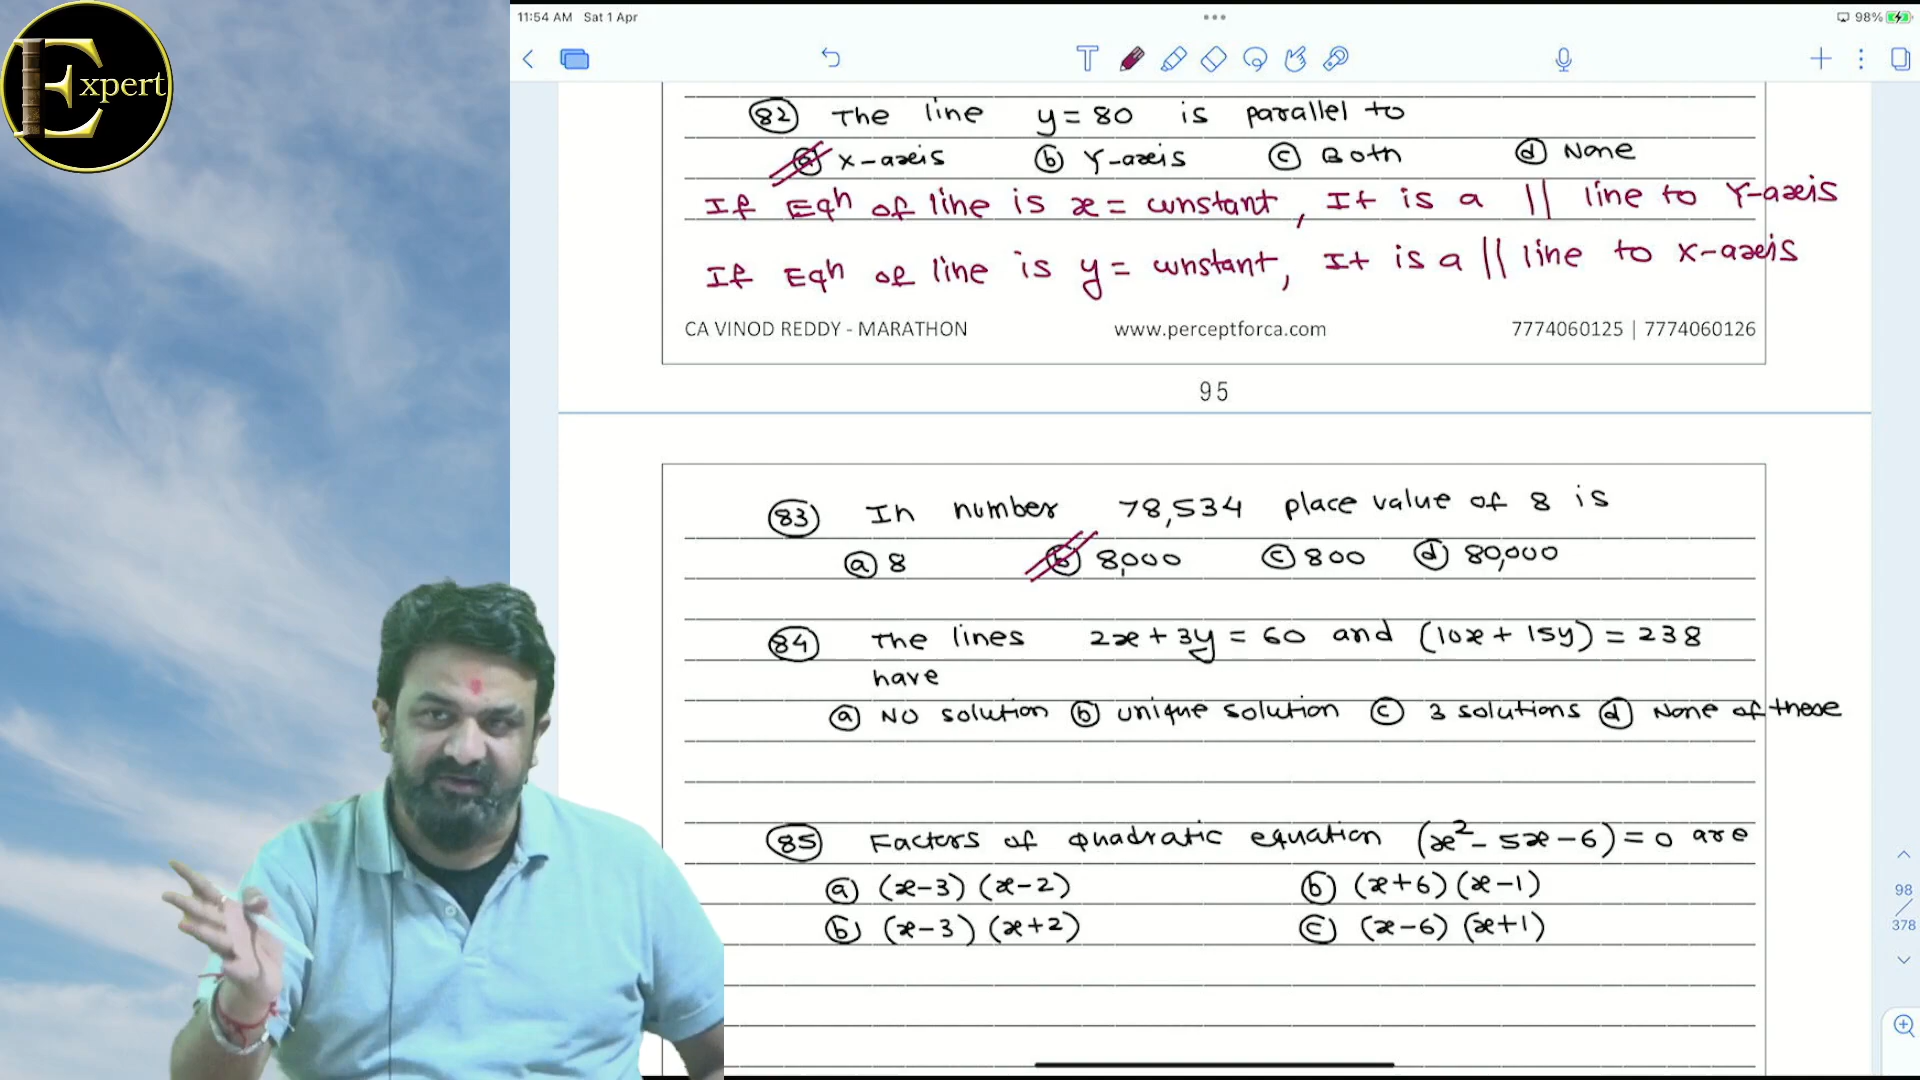 Expert
11:54 AM Sat 1 Apr
98%
82 The line y = 80 is parallel to
a x-axis b Y-axis c Both d None
If Eqn of line is x = constant, It is a || line to Y-axis
If Eqn of line is y = constant, It is a || line to x-axis
CA VINOD REDDY - MARATHON www.perceptforca.com 7774060125 | 7774060126
95
83 In number 78,534 place value of 8 is
a 8 b 8,000 c 800 d 80,000
84 The lines 2x + 3y = 60 and (10x + 15y) = 238
have
a No solution b unique solution c 3 solutions d None of these
85 Factors of quadratic equation (x² - 5x - 6) = 0 are
a (x-3) (x-2) b (x+6) (x-1)
b (x-3) (x+2) c (x-6) (x+1)
98
378